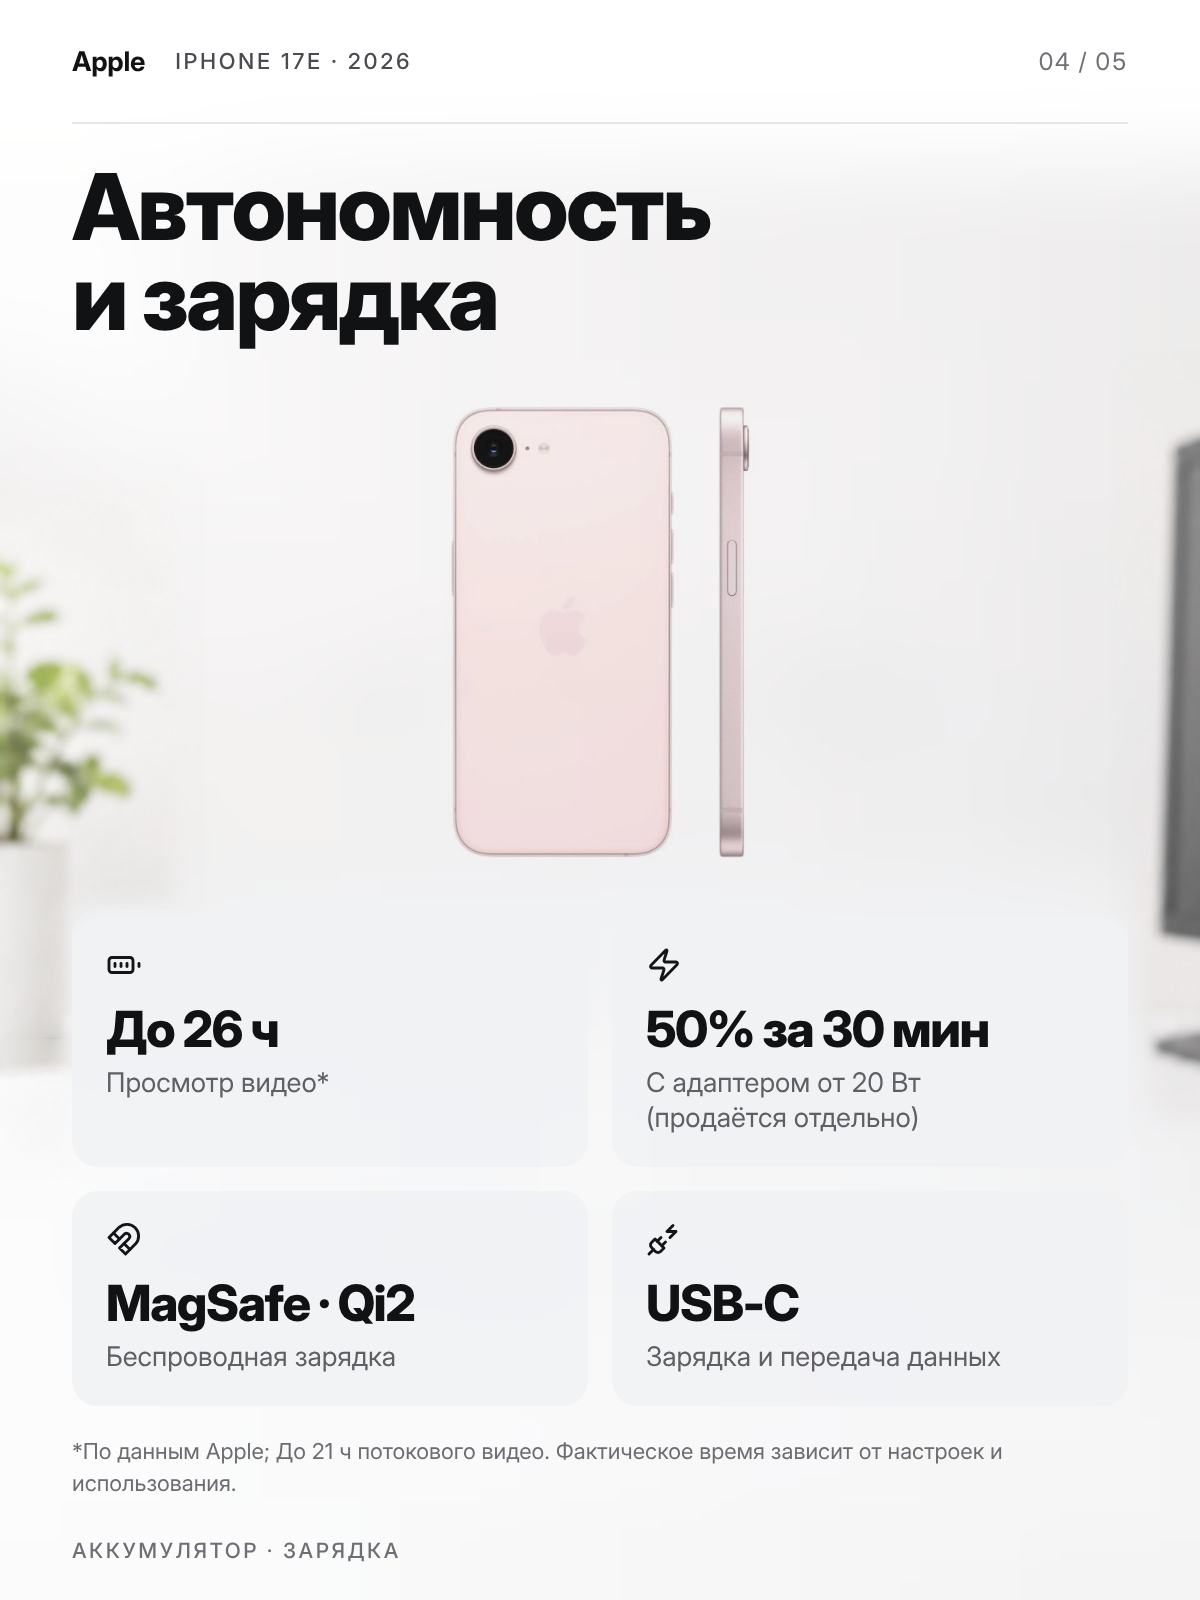 Apple IPHONE 17E · 2026 04 / 05
Автономность
и зарядка
До 26 ч
Просмотр видео*
50% за 30 мин
С адаптером от 20 Вт
(продаётся отдельно)
MagSafe · Qi2
Беспроводная зарядка
USB-C
Зарядка и передача данных
*По данным Apple; До 21 ч потокового видео. Фактическое время зависит от настроек и
использования.
АККУМУЛЯТОР · ЗАРЯДКА